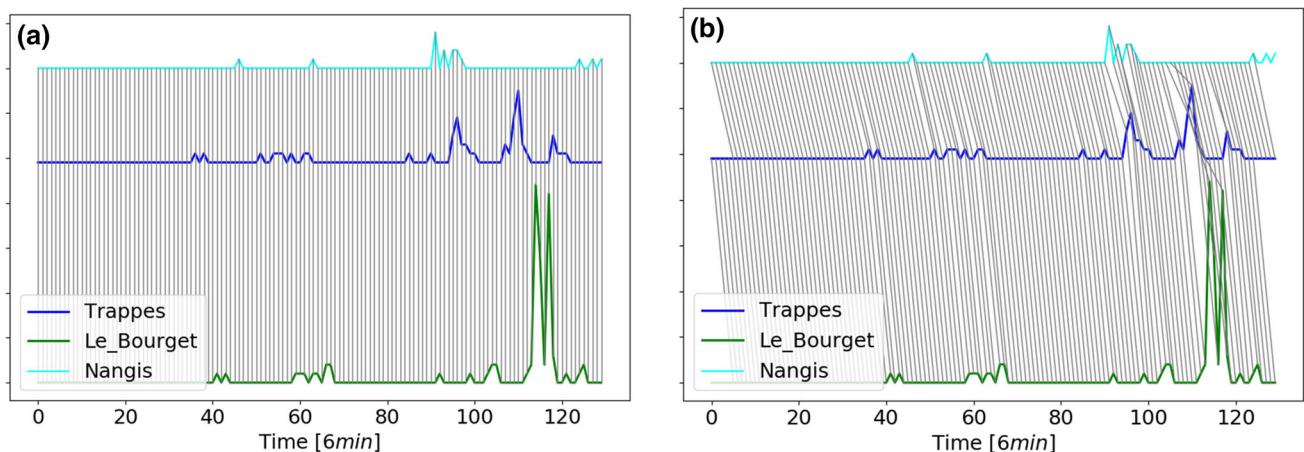 (a)
Trappes
Le_Bourget
Nangis
0 20 40 60 80 100 120
Time [6min]
(b)
Trappes
Le_Bourget
Nangis
0 20 40 60 80 100 120
Time [6min]